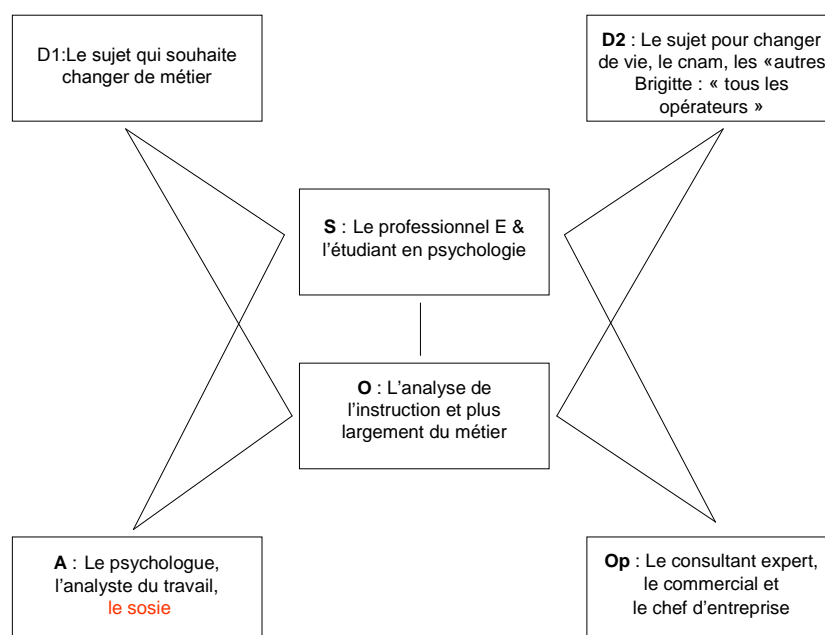 D1:Le sujet qui souhaite
changer de métier
D2 : Le sujet pour changer
de vie, le cnam, les «autres
Brigitte : « tous les
opérateurs »
S : Le professionnel E &
l'étudiant en psychologie
O : L'analyse de
l'instruction et plus
largement du métier
A : Le psychologue,
l'analyste du travail,
le sosie
Op : Le consultant expert,
le commercial et
le chef d'entreprise